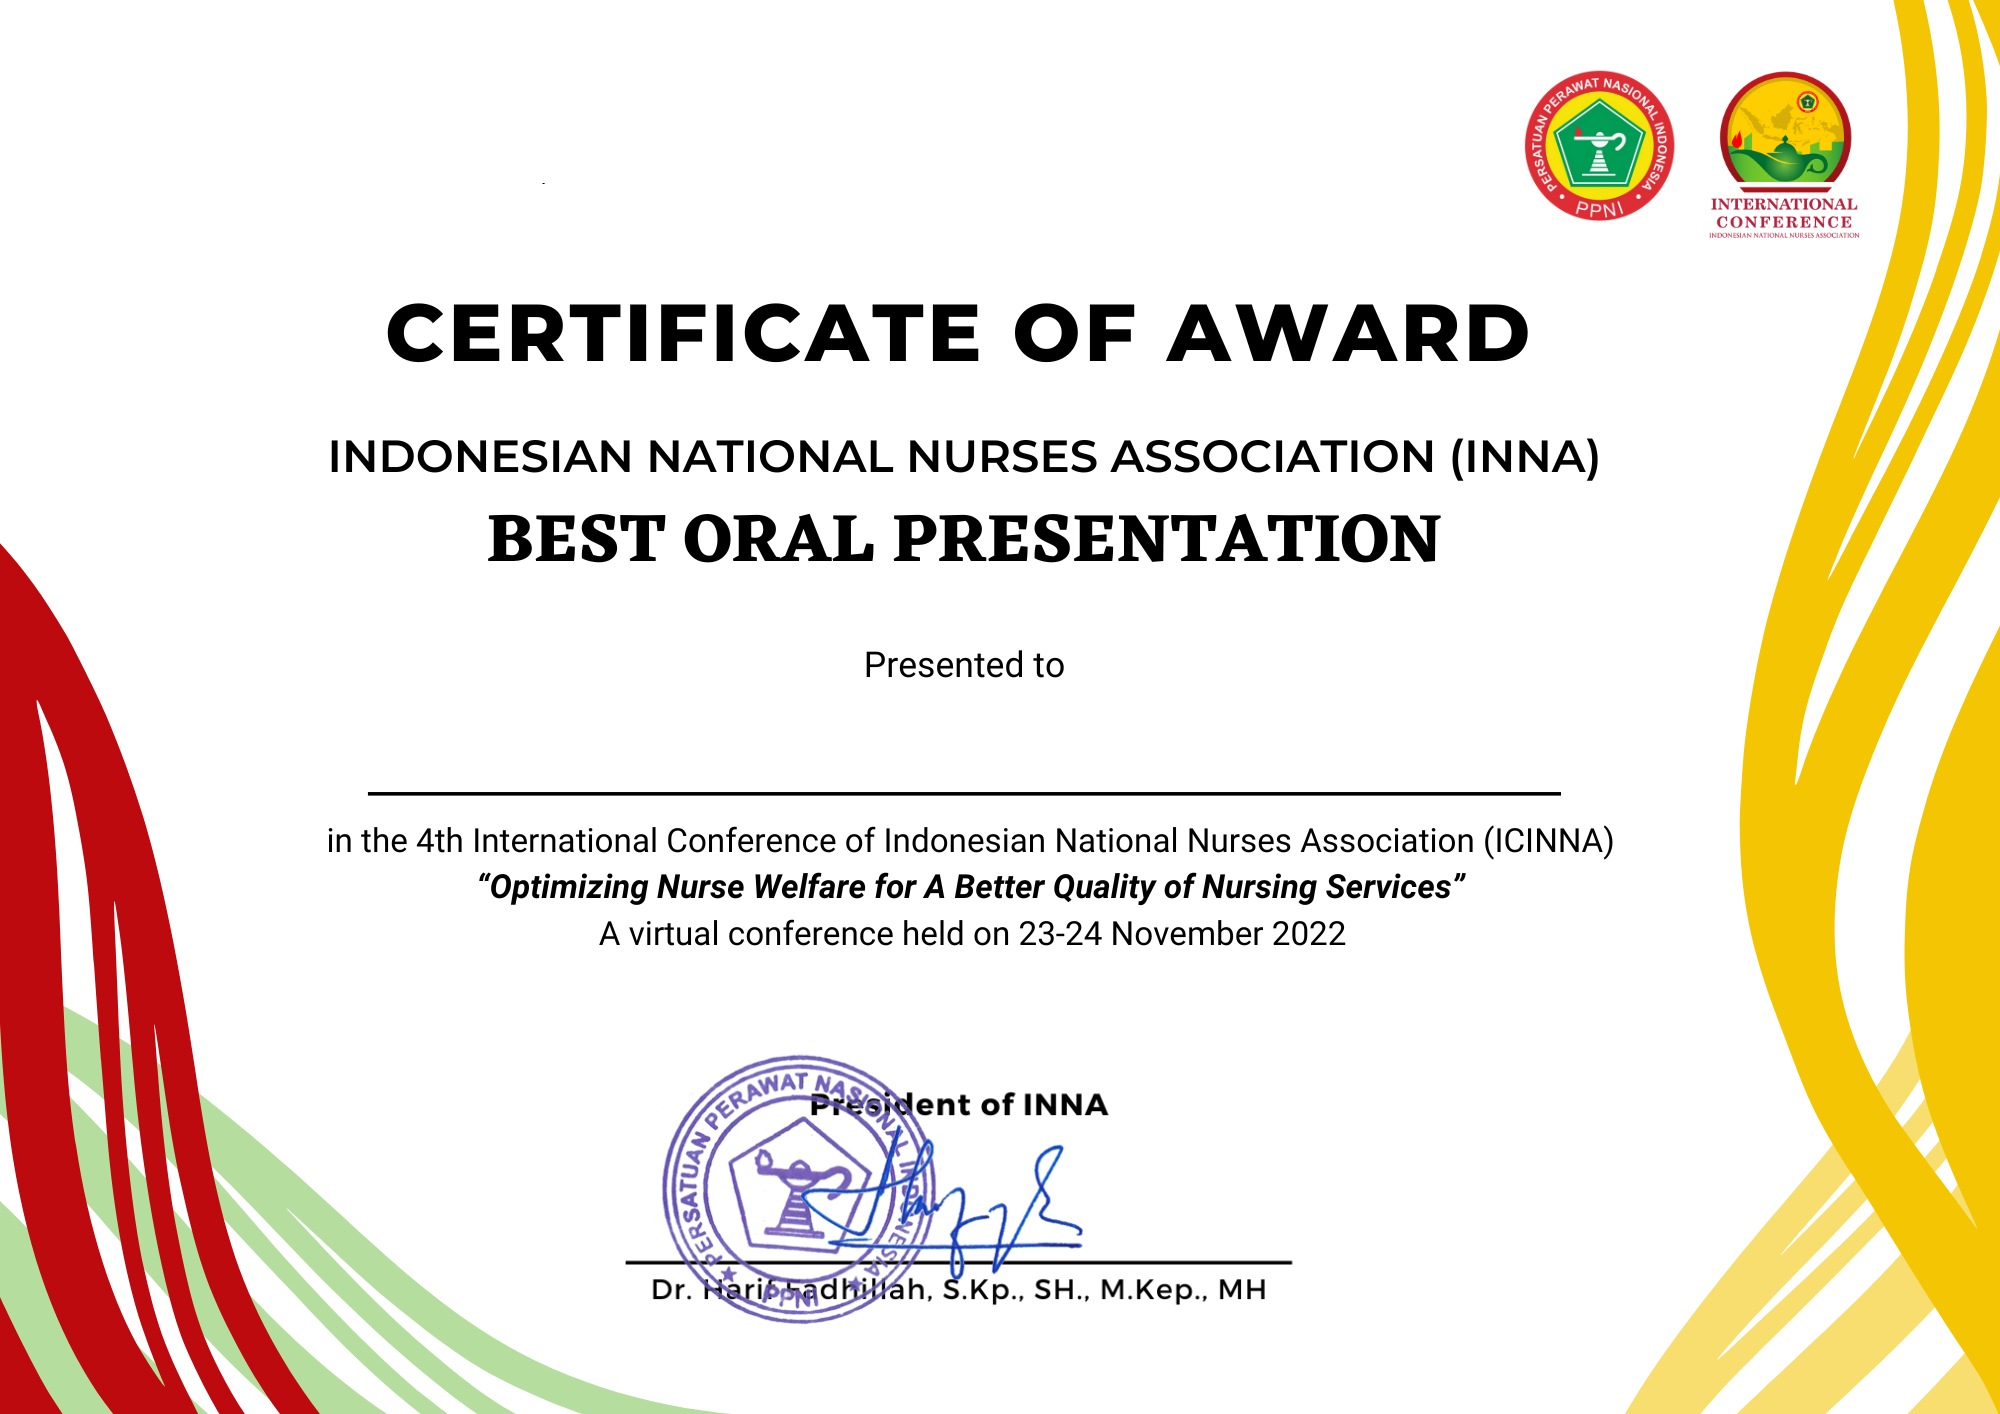 PERSATUAN PERAWAT NASIONAL INDONESIA
PPNI
INTERNATIONAL
CONFERENCE
INDONESIAN NATIONAL NURSES ASSOCIATION
CERTIFICATE OF AWARD
INDONESIAN NATIONAL NURSES ASSOCIATION (INNA)
BEST ORAL PRESENTATION
Presented to
in the 4th International Conference of Indonesian National Nurses Association (ICINNA)
“Optimizing Nurse Welfare for A Better Quality of Nursing Services”
A virtual conference held on 23-24 November 2022
President of INNA
PERSATUAN PERAWAT NASIONAL INDONESIA
PPNI
Dr. Harif Fadhillah, S.Kp., SH., M.Kep., MH